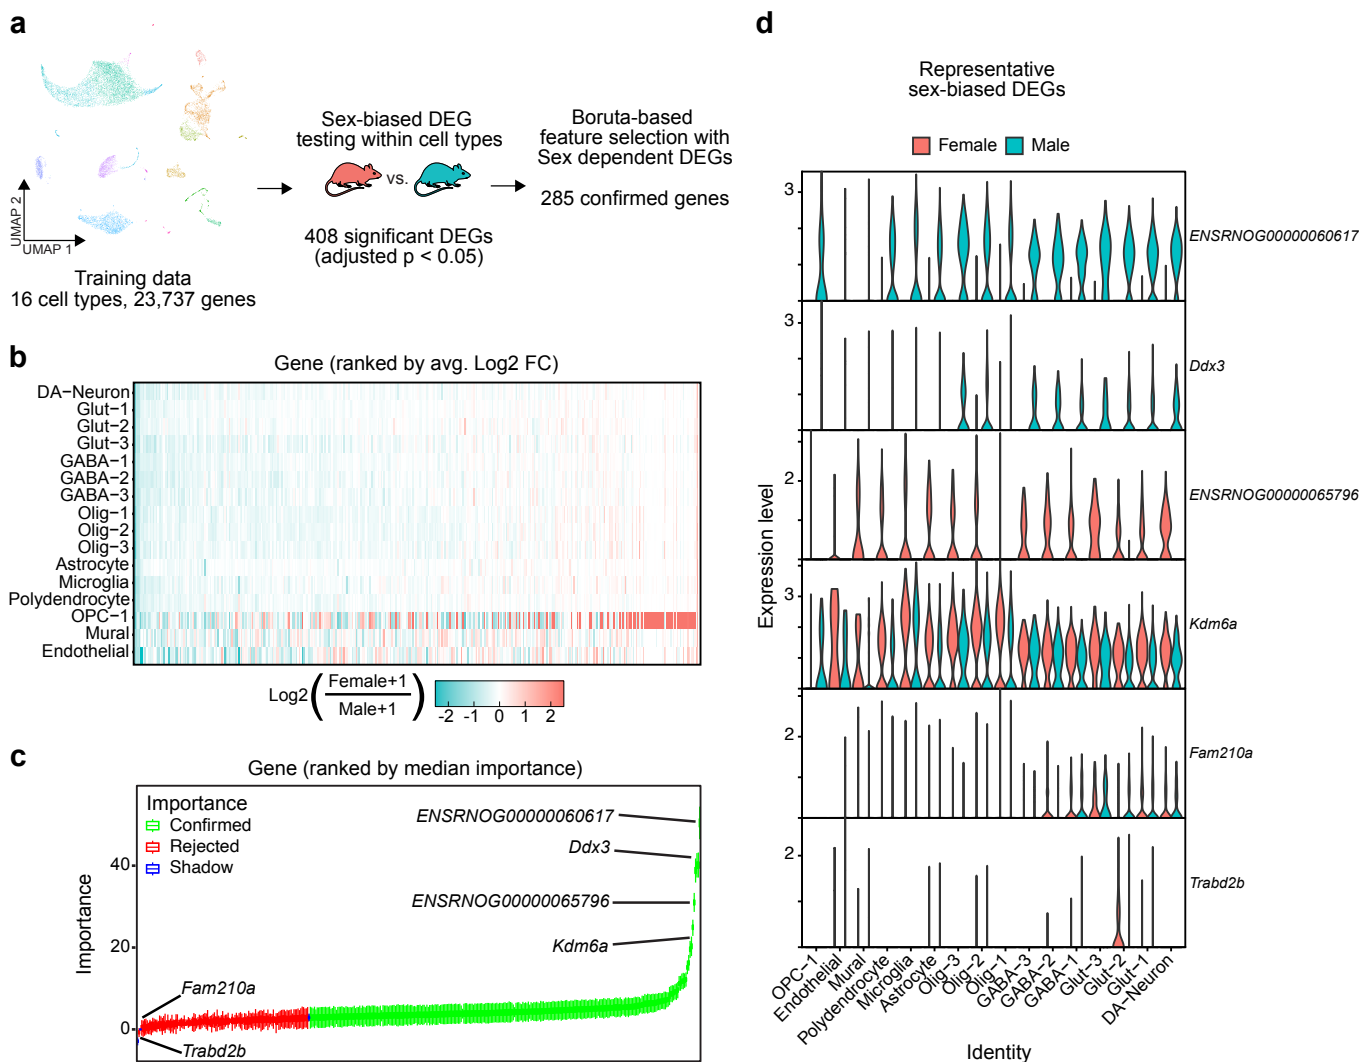 a
UMAP 2
UMAP 1
Training data
16 cell types, 23,737 genes
Sex-biased DEG
testing within cell types
vs.
408 significant DEGs
(adjusted p < 0.05)
Boruta-based
feature selection with
Sex dependent DEGs
285 confirmed genes
b
Gene (ranked by avg. Log2 FC)
DA−Neuron
Glut−1
Glut−2
Glut−3
GABA−1
GABA−2
GABA−3
Olig−1
Olig−2
Olig−3
Astrocyte
Microglia
Polydendrocyte
OPC−1
Mural
Endothelial
Log2 ( Female+1 / Male+1 )
-2 -1 0 1 2
c
Gene (ranked by median importance)
Importance
Confirmed
Rejected
Shadow
ENSRNOG00000060617
Ddx3
ENSRNOG00000065796
Kdm6a
Fam210a
Trabd2b
Importance
40
20
0
d
Representative
sex-biased DEGs
Female Male
3
ENSRNOG00000060617
3
Ddx3
2
ENSRNOG00000065796
3
Kdm6a
2
Fam210a
2
Trabd2b
Expression level
OPC−1
Endothelial
Mural
Polydendrocyte
Microglia
Astrocyte
Olig−3
Olig−2
Olig−1
GABA−3
GABA−2
GABA−1
Glut−3
Glut−2
Glut−1
DA−Neuron
Identity